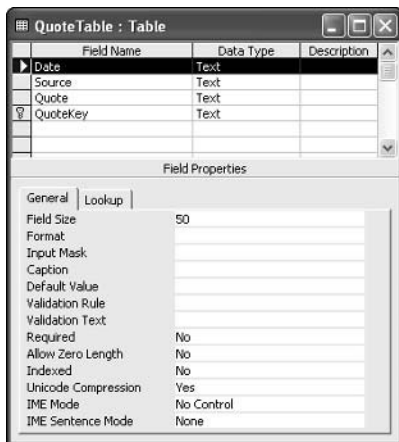 QuoteTable : Table
Field Name Data Type Description
Date Text
Source Text
Quote Text
QuoteKey Text
Field Properties
General Lookup
Field Size 50
Format
Input Mask
Caption
Default Value
Validation Rule
Validation Text
Required No
Allow Zero Length No
Indexed No
Unicode Compression Yes
IME Mode No Control
IME Sentence Mode None